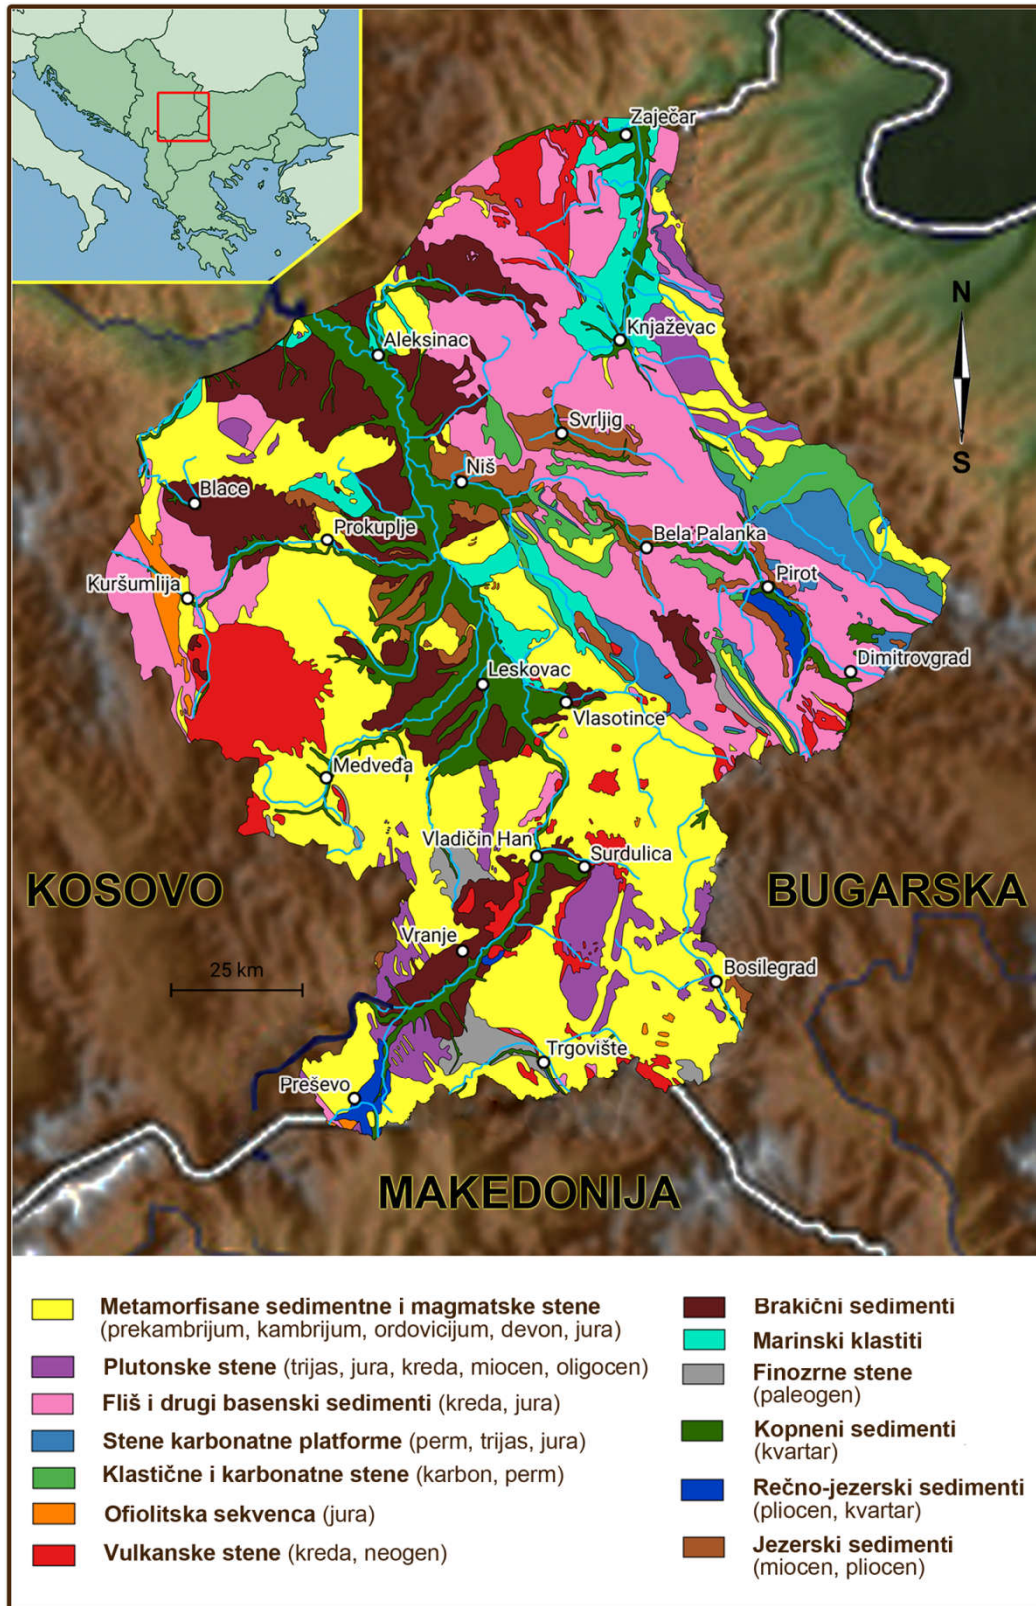 Zaječar
Knjaževac
Aleksinac
N
S
Svrljig
Niš
Blace
Prokuplje
Bela Palanka
Pirot
Kuršumlija
Dimitrovgrad
Leskovac
Vlasotince
Medveđa
Vladičin Han
Surdulica
KOSOVO
BUGARSKA
Vranje
25 km
Bosilegrad
Trgovište
Preševo
MAKEDONIJA
Metamorfisane sedimentne i magmatske stene
(prekambrijum, kambrijum, ordovicijum, devon, jura)
Plutonske stene (trijas, jura, kreda, miocen, oligocen)
Fliš i drugi basenski sedimenti (kreda, jura)
Stene karbonatne platforme (perm, trijas, jura)
Klastične i karbonatne stene (karbon, perm)
Ofiolitska sekvenca (jura)
Vulkanske stene (kreda, neogen)
Brakični sedimenti
Marinski klastiti
Finozrne stene
(paleogen)
Kopneni sedimenti
(kvartar)
Rečno-jezerski sedimenti
(pliocen, kvartar)
Jezerski sedimenti
(miocen, pliocen)